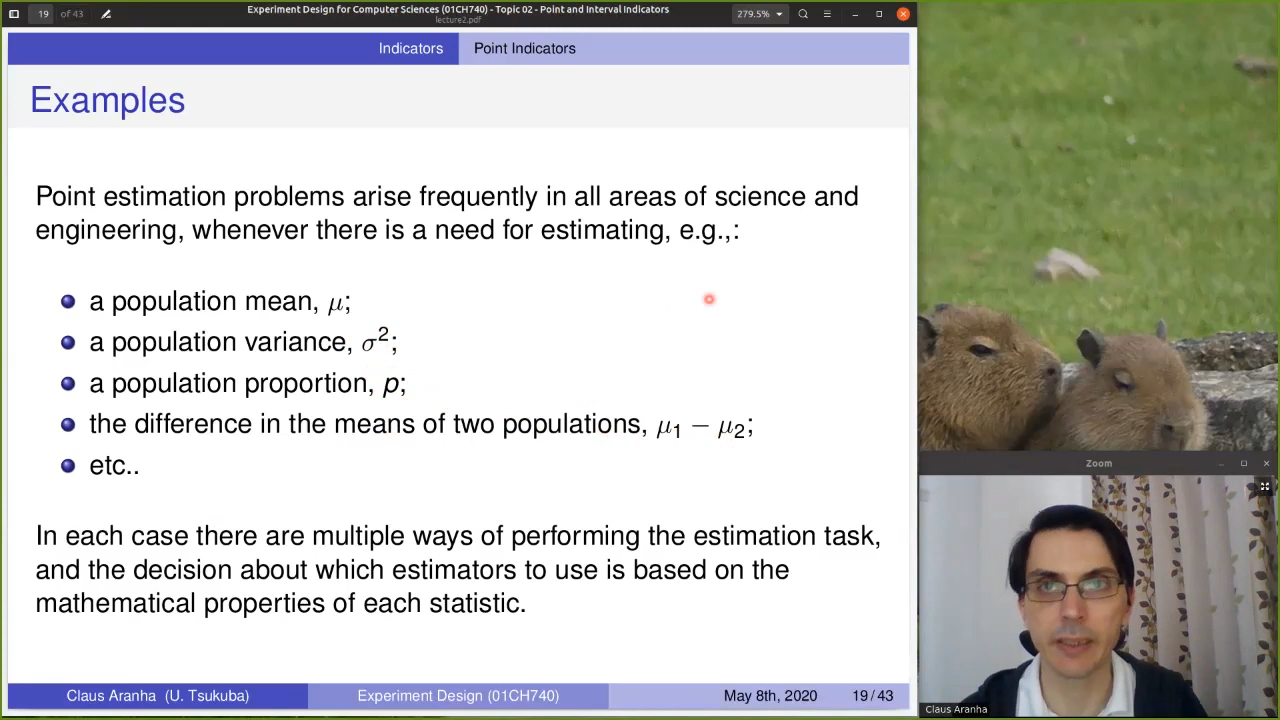 19 of 43
Experiment Design for Computer Sciences (01CH740) - Topic 02 - Point and Interval Indicators
lecture2.pdf
279.5%
Indicators Point Indicators
Examples
Point estimation problems arise frequently in all areas of science and
engineering, whenever there is a need for estimating, e.g.,:
a population mean, μ;
a population variance, σ²;
a population proportion, p;
the difference in the means of two populations, μ₁ − μ₂;
etc..
In each case there are multiple ways of performing the estimation task,
and the decision about which estimators to use is based on the
mathematical properties of each statistic.
Claus Aranha (U. Tsukuba) Experiment Design (01CH740) May 8th, 2020 19/43
Zoom
Claus Aranha